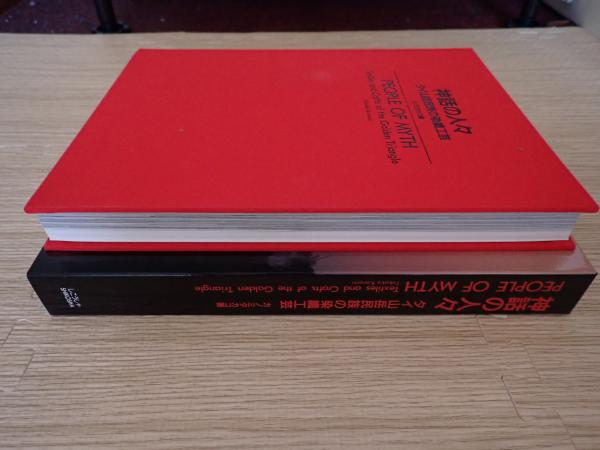 神話の人々
タイ山岳民族の染織工芸
PEOPLE OF MYTH
Textiles and Crafts of the Golden Triangle
神話の人々 タイ山岳民族の染織工芸
PEOPLE OF MYTH Textiles and Crafts of the Golden Triangle